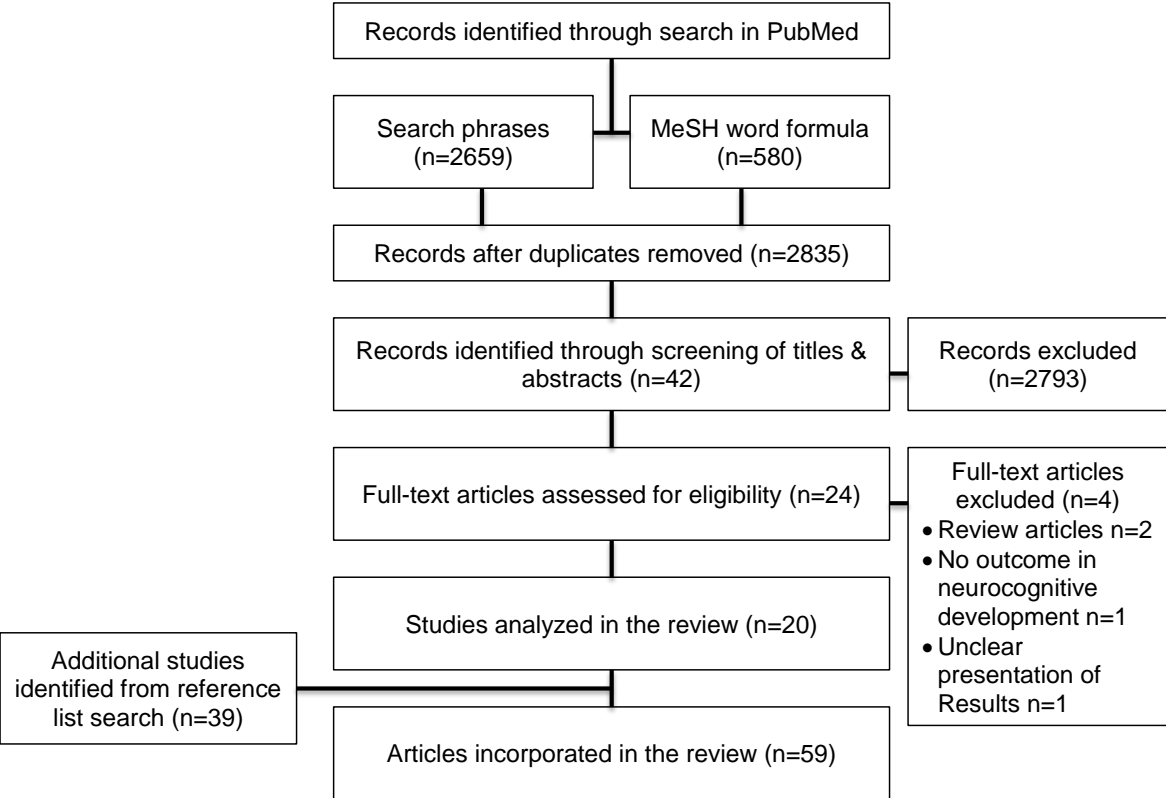 Records identified through search in PubMed
Search phrases
(n=2659)
MeSH word formula
(n=580)
Records after duplicates removed (n=2835)
Records identified through screening of titles &
abstracts (n=42)
Records excluded
(n=2793)
Full-text articles assessed for eligibility (n=24)
Full-text articles
excluded (n=4)
• Review articles n=2
• No outcome in
neurocognitive
development n=1
• Unclear
presentation of
Results n=1
Studies analyzed in the review (n=20)
Additional studies
identified from reference
list search (n=39)
Articles incorporated in the review (n=59)